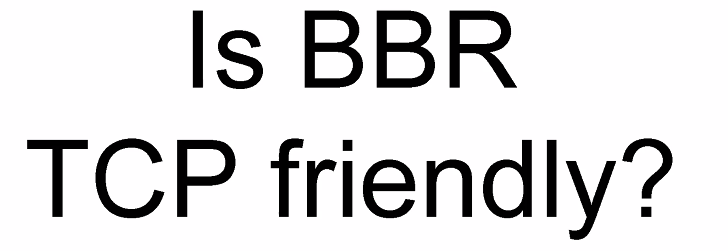 Is BBR
TCP friendly?